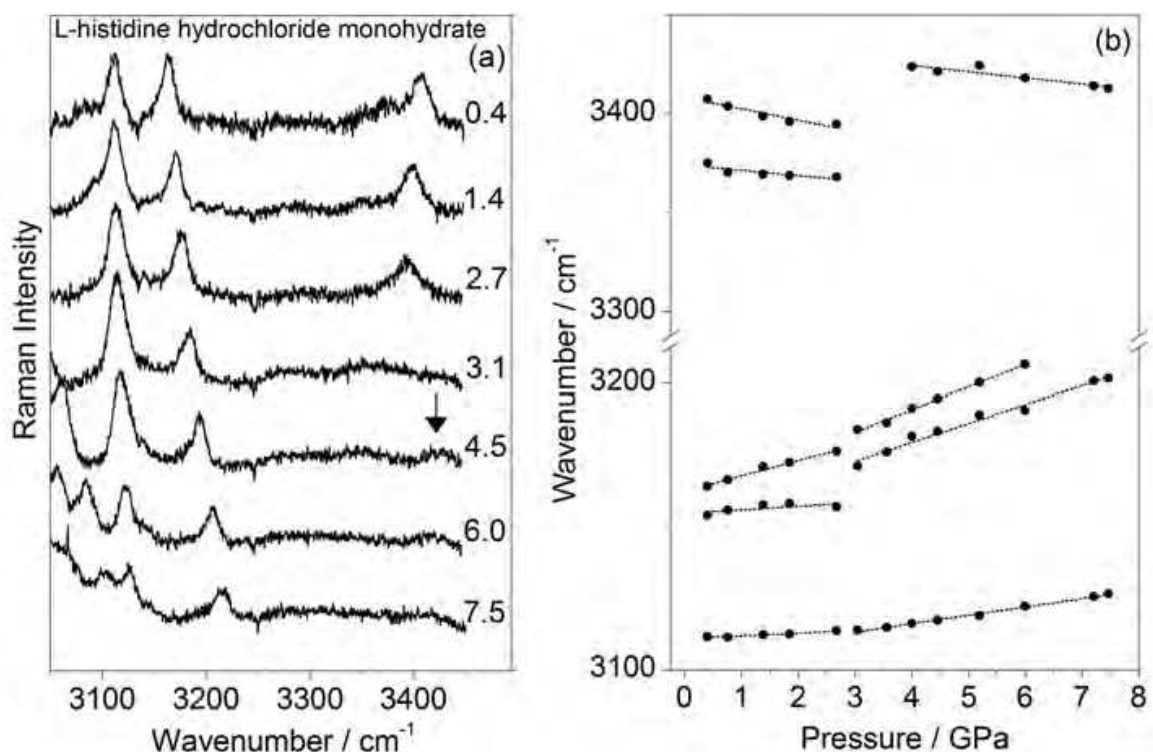 L-histidine hydrochloride monohydrate
(a)
0.4
1.4
2.7
3.1
4.5
6.0
7.5
Raman Intensity
3100 3200 3300 3400
Wavenumber / cm-1
(b)
3400
3300
3200
3100
Wavenumber / cm-1
0 1 2 3 4 5 6 7 8
Pressure / GPa